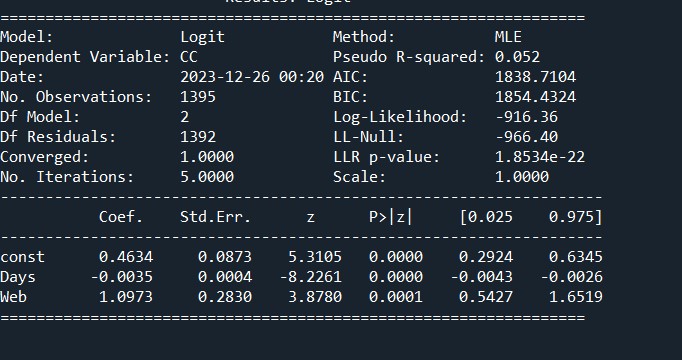 Results: Logit
=================================================================
Model:              Logit            Method:           MLE
Dependent Variable: CC               Pseudo R-squared: 0.052
Date:               2023-12-26 00:20 AIC:              1838.7104
No. Observations:   1395             BIC:              1854.4324
Df Model:           2                Log-Likelihood:   -916.36
Df Residuals:       1392             LL-Null:          -966.40
Converged:          1.0000           LLR p-value:      1.8534e-22
No. Iterations:     5.0000           Scale:            1.0000
-------------------------------------------------------------------
           Coef.    Std.Err.      z      P>|z|     [0.025   0.975]
-------------------------------------------------------------------
const      0.4634     0.0873    5.3105   0.0000    0.2924   0.6345
Days      -0.0035     0.0004   -8.2261   0.0000   -0.0043  -0.0026
Web        1.0973     0.2830    3.8780   0.0001    0.5427   1.6519
=================================================================